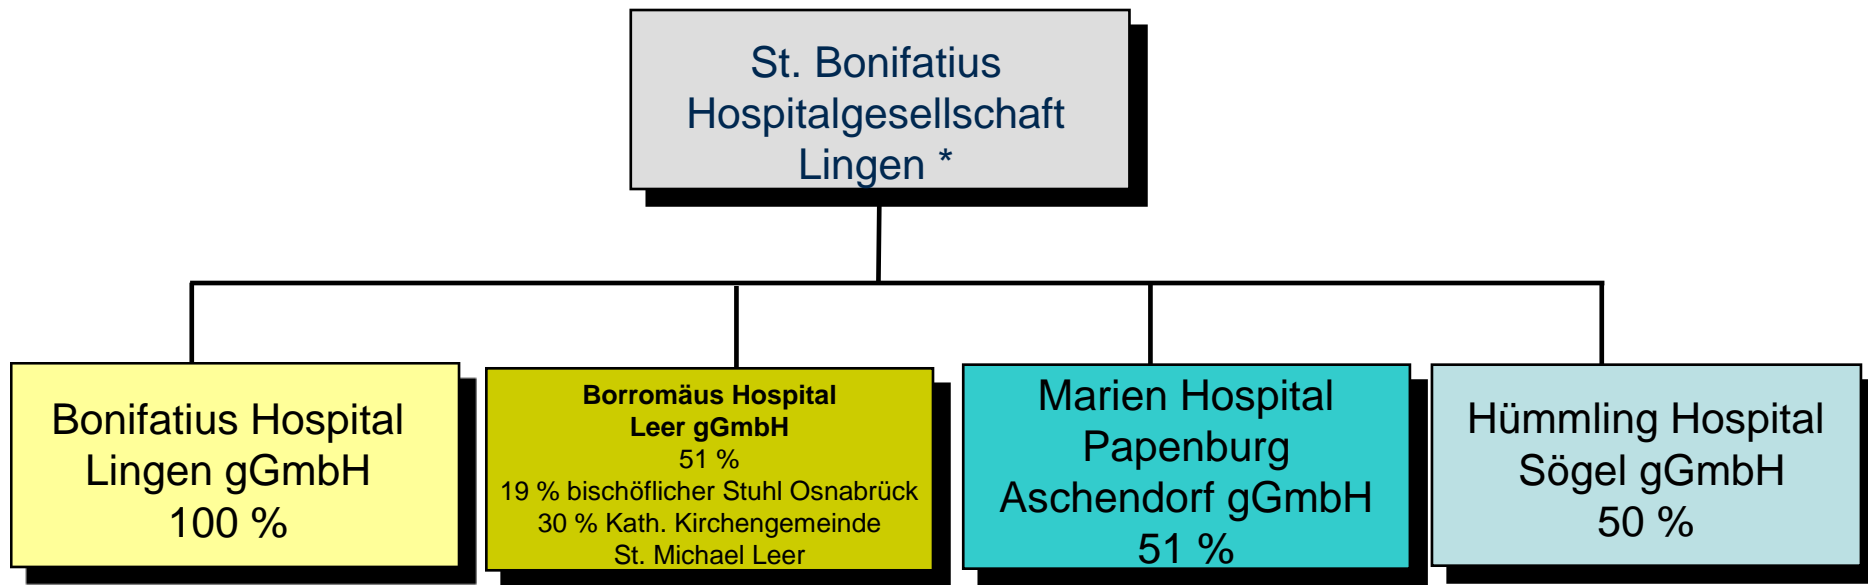 St. Bonifatius
Hospitalgesellschaft
Lingen *
Bonifatius Hospital
Lingen gGmbH
100 %
Borromäus Hospital
Leer gGmbH
51 %
19 % bischöflicher Stuhl Osnabrück
30 % Kath. Kirchengemeinde
St. Michael Leer
Marien Hospital
Papenburg
Aschendorf gGmbH
51 %
Hümmling Hospital
Sögel gGmbH
50 %